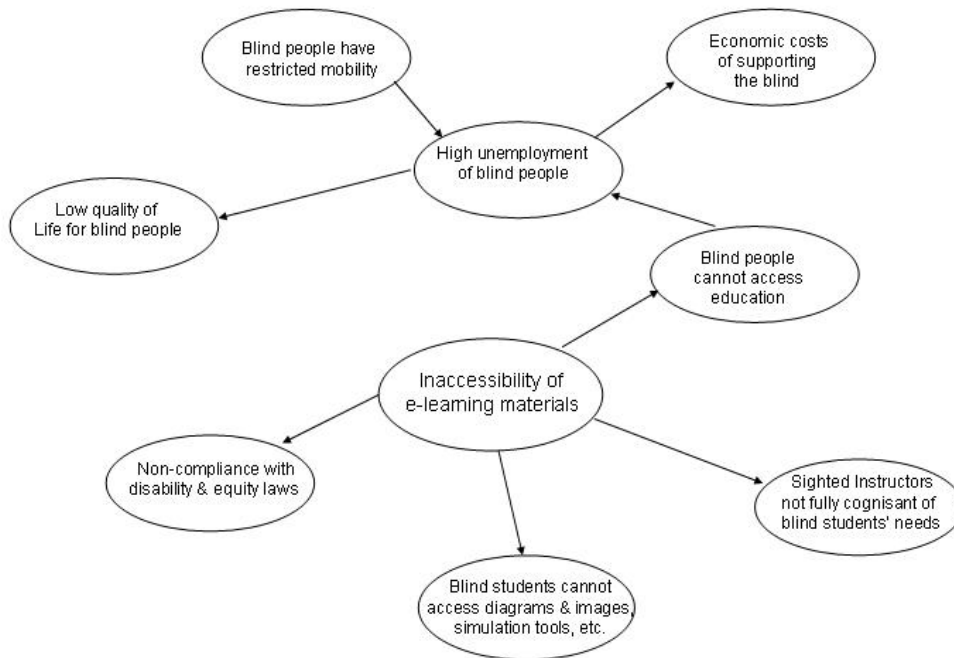 Blind people have
restricted mobility
Economic costs
of supporting
the blind
High unemployment
of blind people
Low quality of
Life for blind people
Blind people
cannot access
education
Inaccessibility of
e-learning materials
Non-compliance with
disability & equity laws
Sighted Instructors
not fully cognisant of
blind students' needs
Blind students cannot
access diagrams & images,
simulation tools, etc.